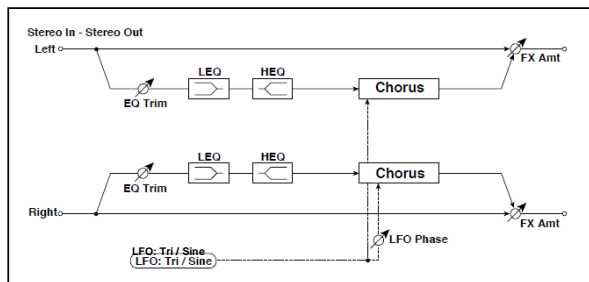 Stereo In - Stereo Out
Left
FX Amt
EQ Trim
LEQ
HEQ
Chorus
LEQ
HEQ
Chorus
EQ Trim
Right
FX Amt
LFO Phase
LFO: Tri / Sine
LFO: Tri / Sine